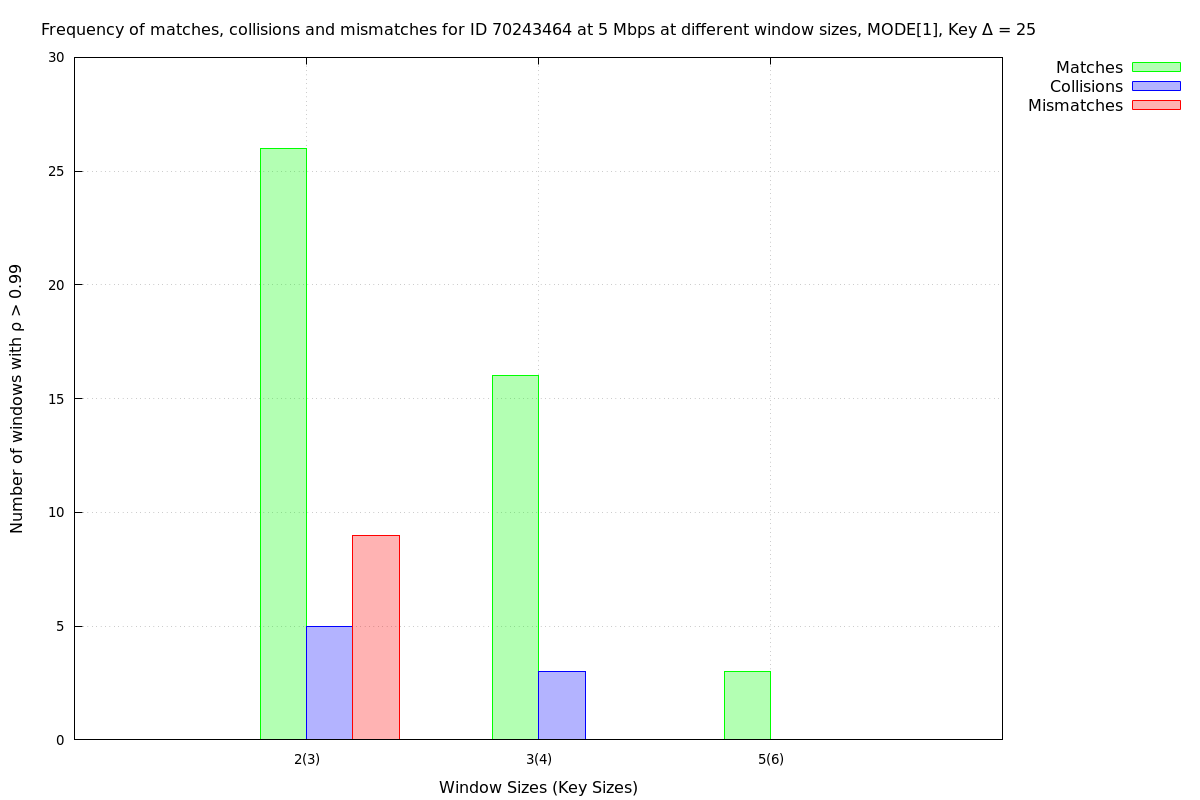 Frequency of matches, collisions and mismatches for ID 70243464 at 5 Mbps at different window sizes, MODE[1], Key Δ = 25
Matches
Collisions
Mismatches
Number of windows with ρ > 0.99
30
25
20
15
10
5
0
2(3)
3(4)
5(6)
Window Sizes (Key Sizes)